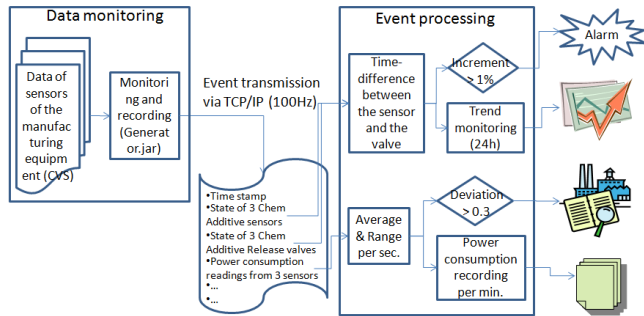 Data monitoring
Data of
sensors
of the
manufac
turing
equipm
ent (CVS)
Monitori
ng and
recording
(Generat
or.jar)
Event transmission
via TCP/IP (100Hz)
•Time stamp
•State of 3 Chem
Additive sensors
•State of 3 Chem
Additive Release valves
•Power consumption
readings from 3 sensors
•...
•...
Event processing
Time-
difference
between
the sensor
and the
valve
Increment
> 1%
Alarm
Trend
monitoring
(24h)
Average
& Range
per sec.
Deviation
> 0.3
Power
consumption
recording
per min.